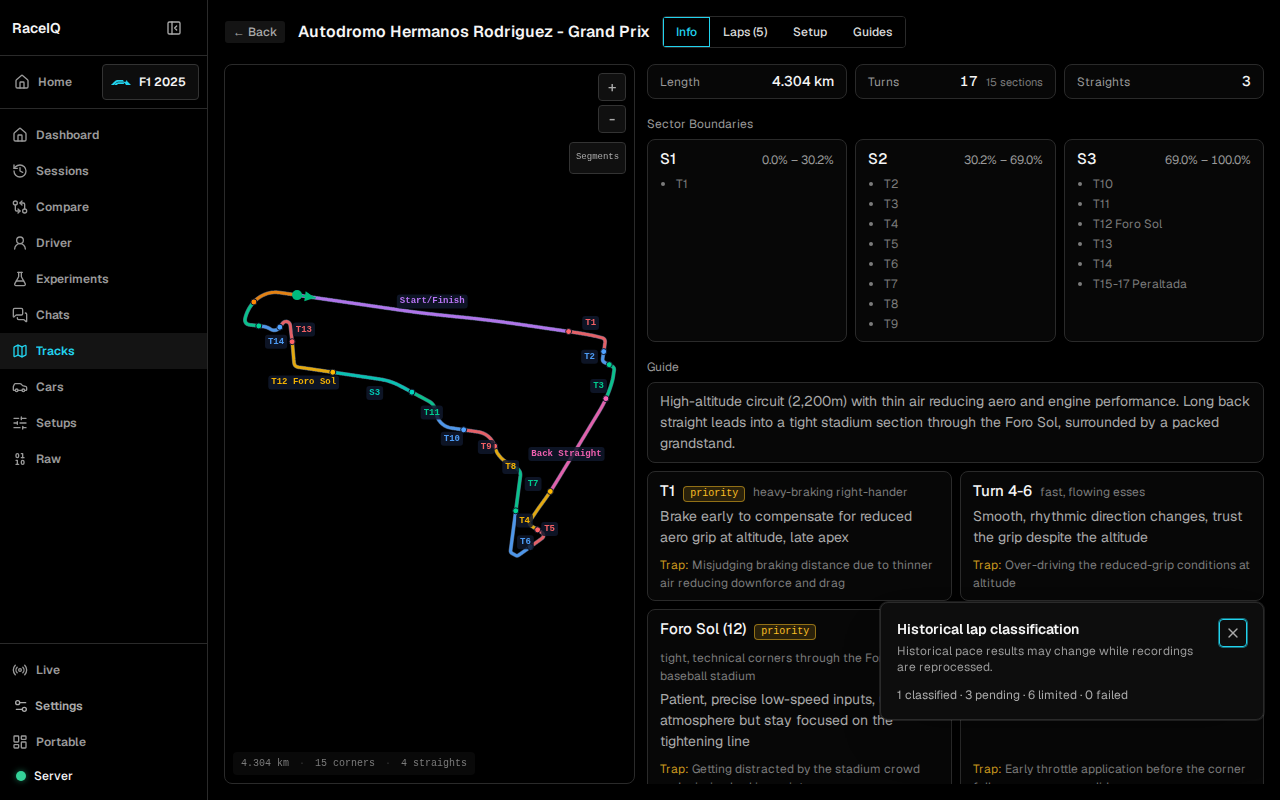 RaceIQ
Home
F1 2025
Dashboard
Sessions
Compare
Driver
Experiments
Chats
Tracks
Cars
Setups
Raw
Live
Settings
Portable
Server
← Back
Autodromo Hermanos Rodriguez - Grand Prix
Info
Laps (5)
Setup
Guides
+
-
Segments
Start/Finish
T1
T2
T3
T13
T14
T12 Foro Sol
S3
T11
T10
T9
Back Straight
T8
T7
T4
T5
T6
4.304 km · 15 corners · 4 straights
Length 4.304 km
Turns 17 15 sections
Straights 3
Sector Boundaries
S1 0.0% – 30.2%
• T1
S2 30.2% – 69.0%
• T2
• T3
• T4
• T5
• T6
• T7
• T8
• T9
S3 69.0% – 100.0%
• T10
• T11
• T12 Foro Sol
• T13
• T14
• T15-17 Peraltada
Guide
High-altitude circuit (2,200m) with thin air reducing aero and engine performance. Long back
straight leads into a tight stadium section through the Foro Sol, surrounded by a packed
grandstand.
T1 priority heavy-braking right-hander
Brake early to compensate for reduced
aero grip at altitude, late apex
Trap: Misjudging braking distance due to thinner
air reducing downforce and drag
Turn 4-6 fast, flowing esses
Smooth, rhythmic direction changes, trust
the grip despite the altitude
Trap: Over-driving the reduced-grip conditions at
altitude
Foro Sol (12) priority
tight, technical corners through the Fo
baseball stadium
Patient, precise low-speed inputs,
atmosphere but stay focused on the
tightening line
Trap: Getting distracted by the stadium crowd
Trap: Early throttle application before the corner
Historical lap classification
Historical pace results may change while recordings
are reprocessed.
1 classified · 3 pending · 6 limited · 0 failed